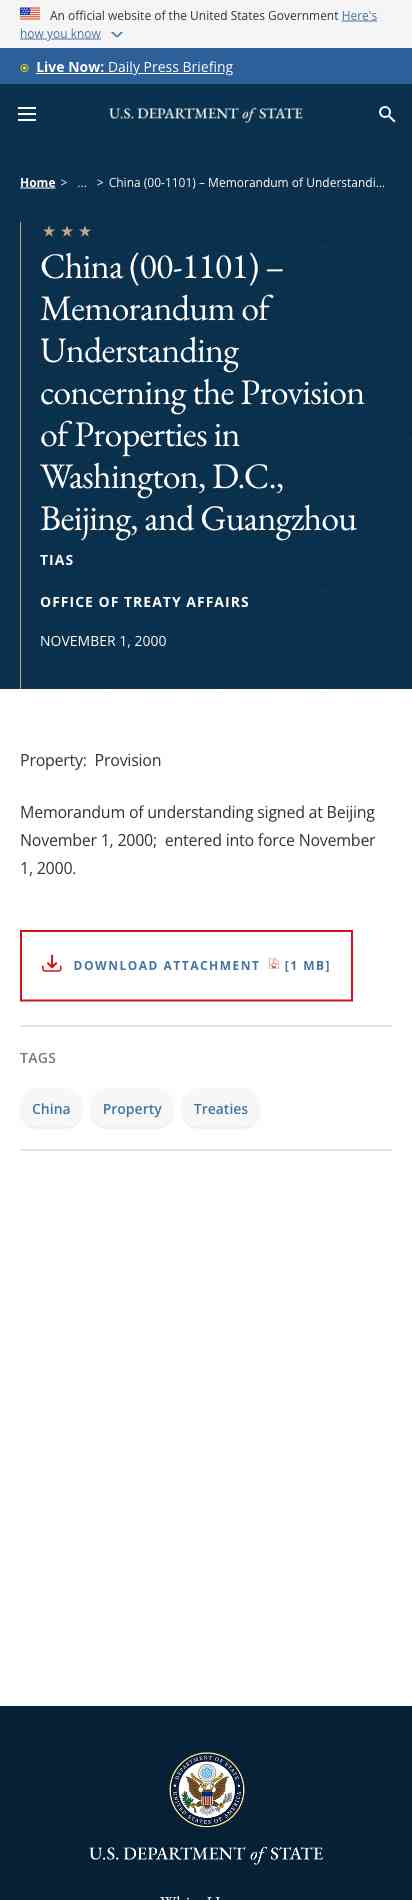 An official website of the United States Government Here's
how you know
Live Now: Daily Press Briefing
U.S. DEPARTMENT of STATE
Home > ... > China (00-1101) – Memorandum of Understandi...
China (00-1101) –
Memorandum of
Understanding
concerning the Provision
of Properties in
Washington, D.C.,
Beijing, and Guangzhou
TIAS
OFFICE OF TREATY AFFAIRS
NOVEMBER 1, 2000
Property:  Provision
Memorandum of understanding signed at Beijing
November 1, 2000;  entered into force November
1, 2000.
DOWNLOAD ATTACHMENT [1 MB]
TAGS
China
Property
Treaties
DEPARTMENT OF STATE
UNITED STATES OF AMERICA
U.S. DEPARTMENT of STATE